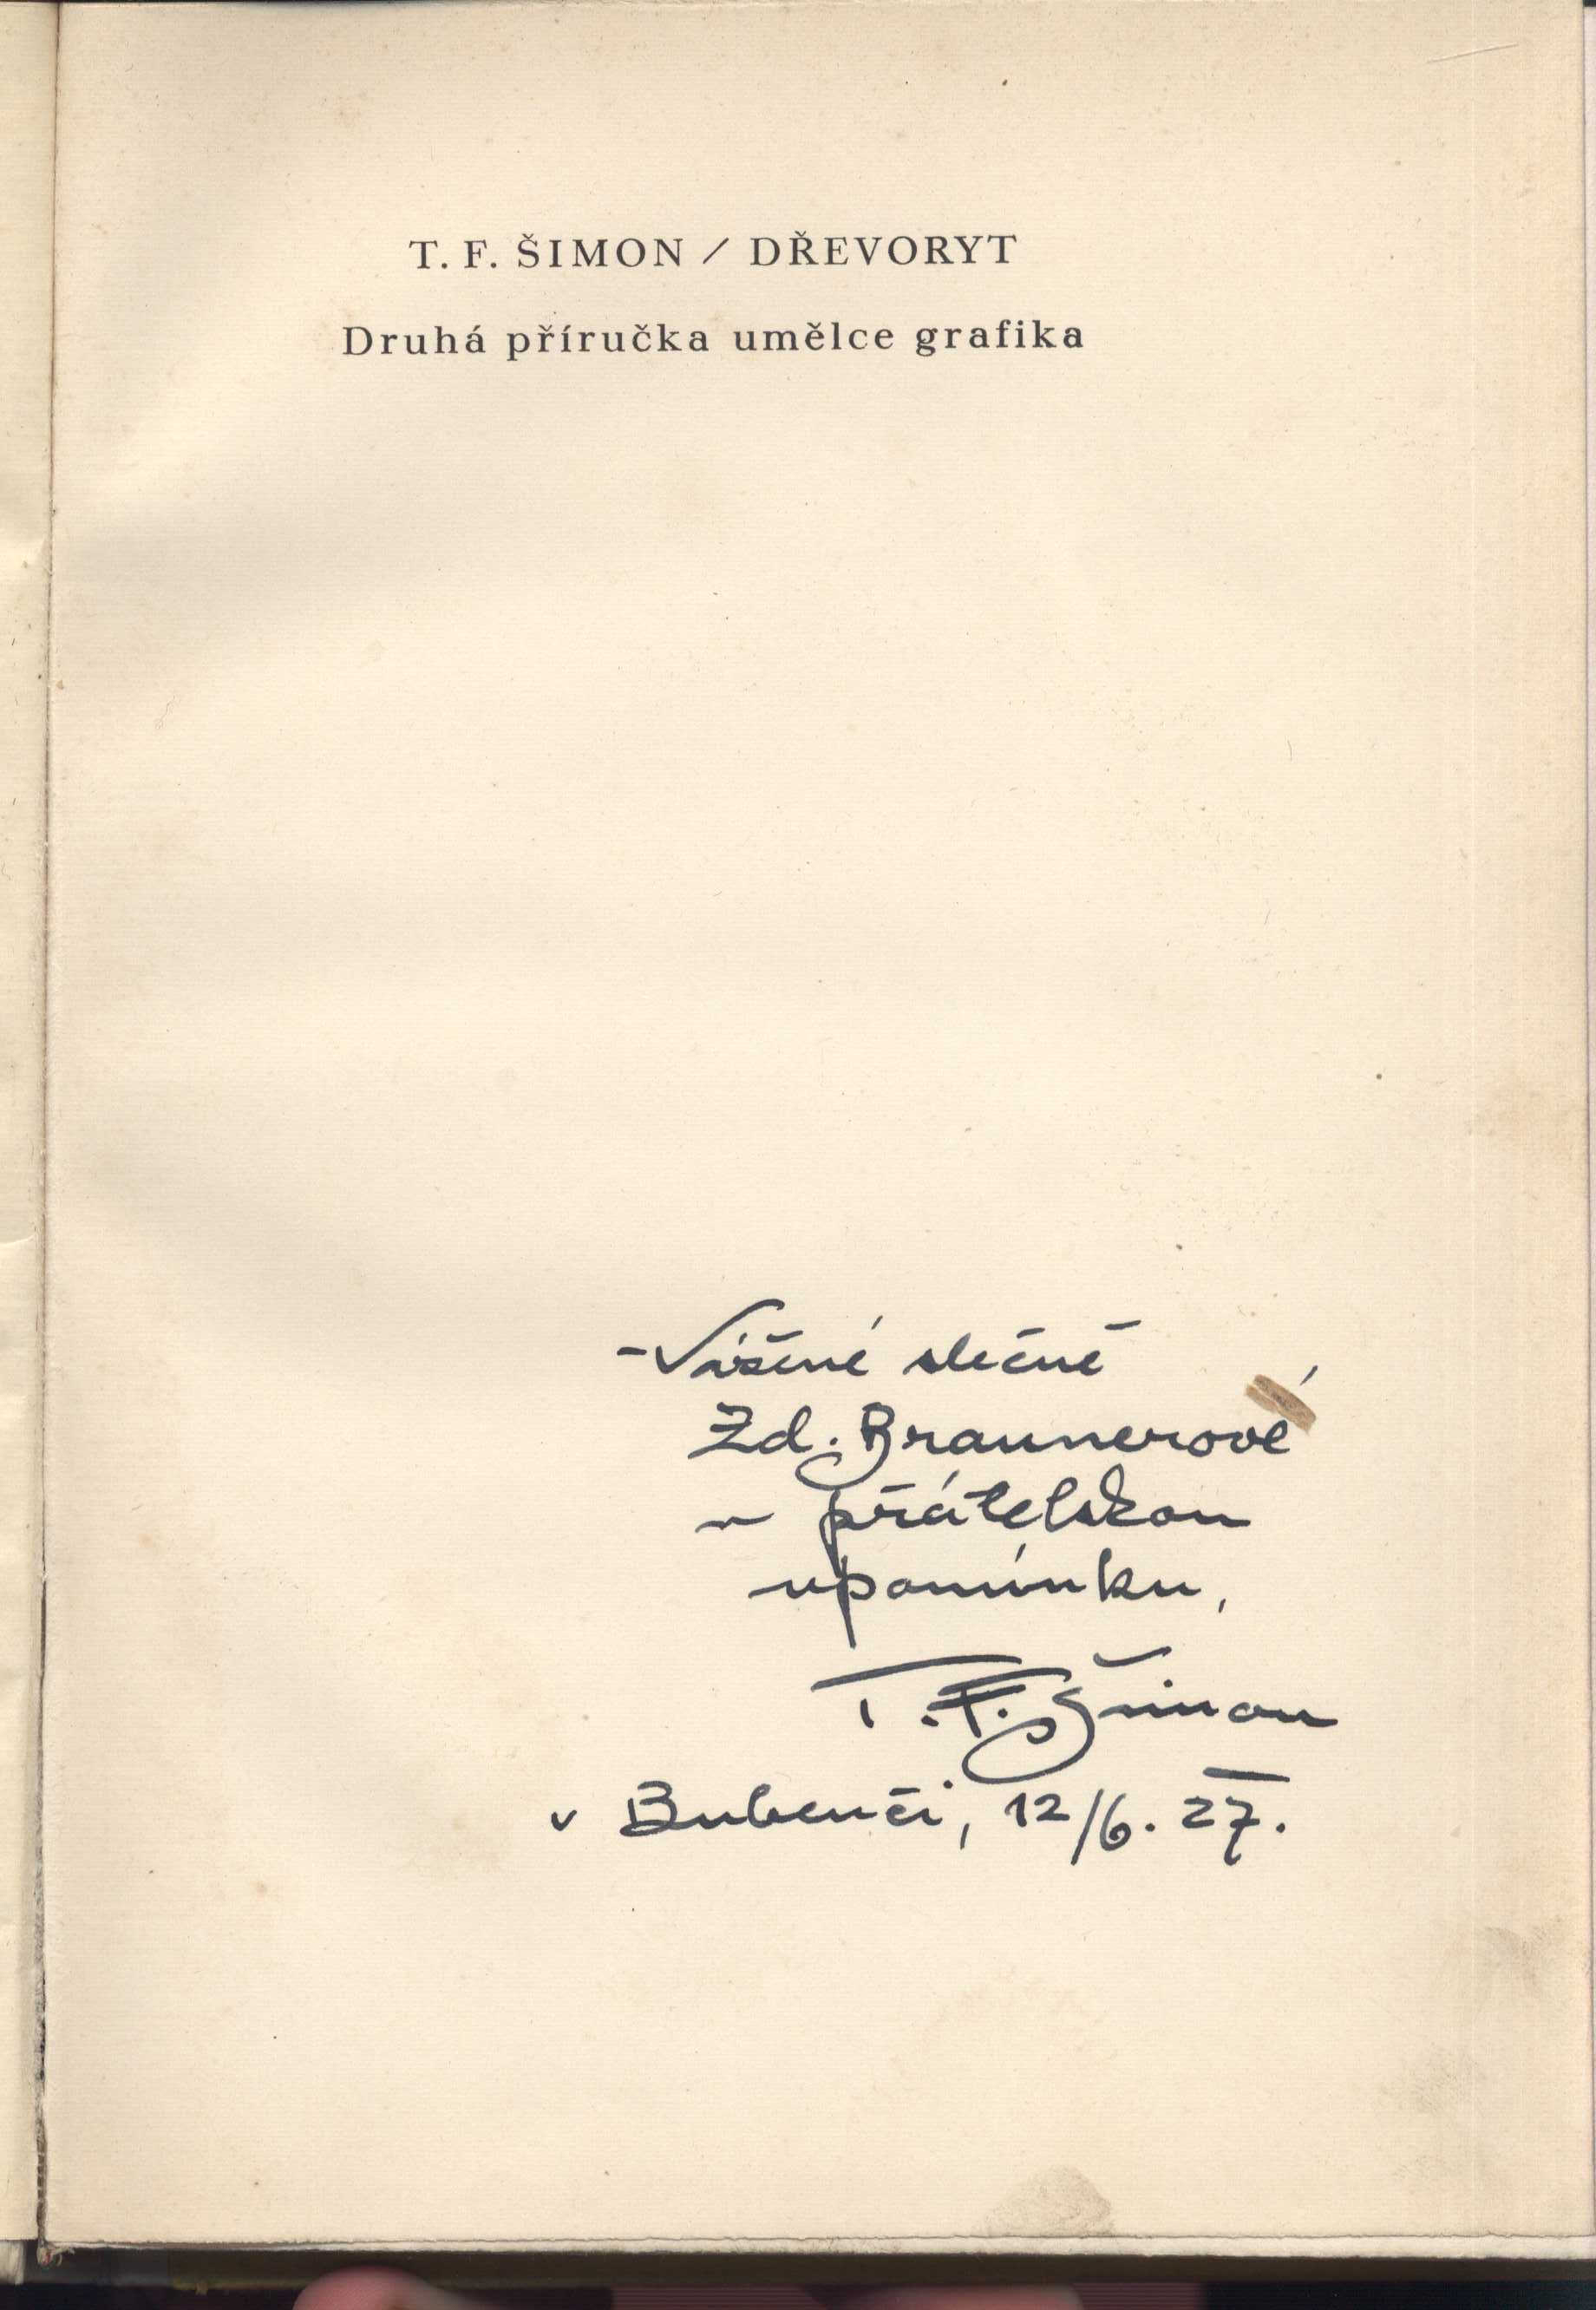 T. F. ŠIMON / DŘEVORYT
Druhá příručka umělce grafika
- Vážené slečně
Zd. Braunerové
v přátelskou
upomínku,
T. F. Šimon
v Bubenči, 12/6. 27.